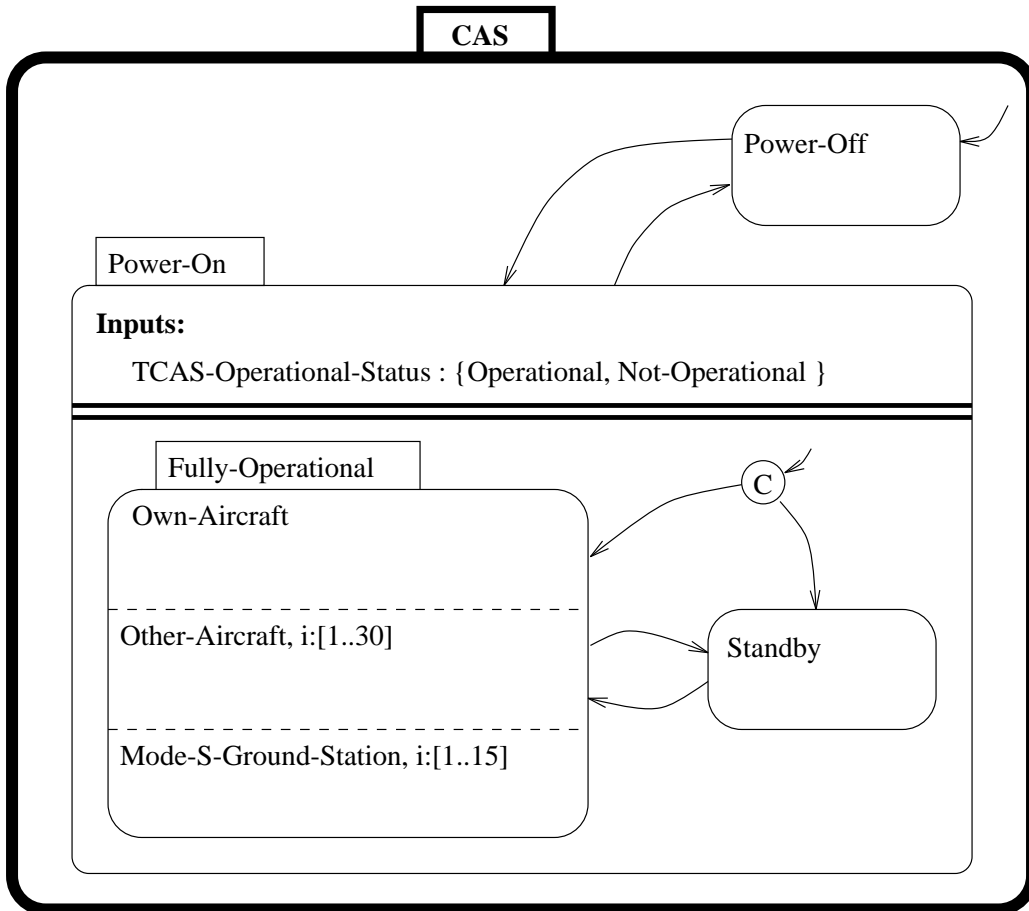 CAS
Power-Off
Power-On
Inputs:
TCAS-Operational-Status : {Operational, Not-Operational }
Fully-Operational
C
Own-Aircraft
Other-Aircraft, i:[1..30]
Standby
Mode-S-Ground-Station, i:[1..15]